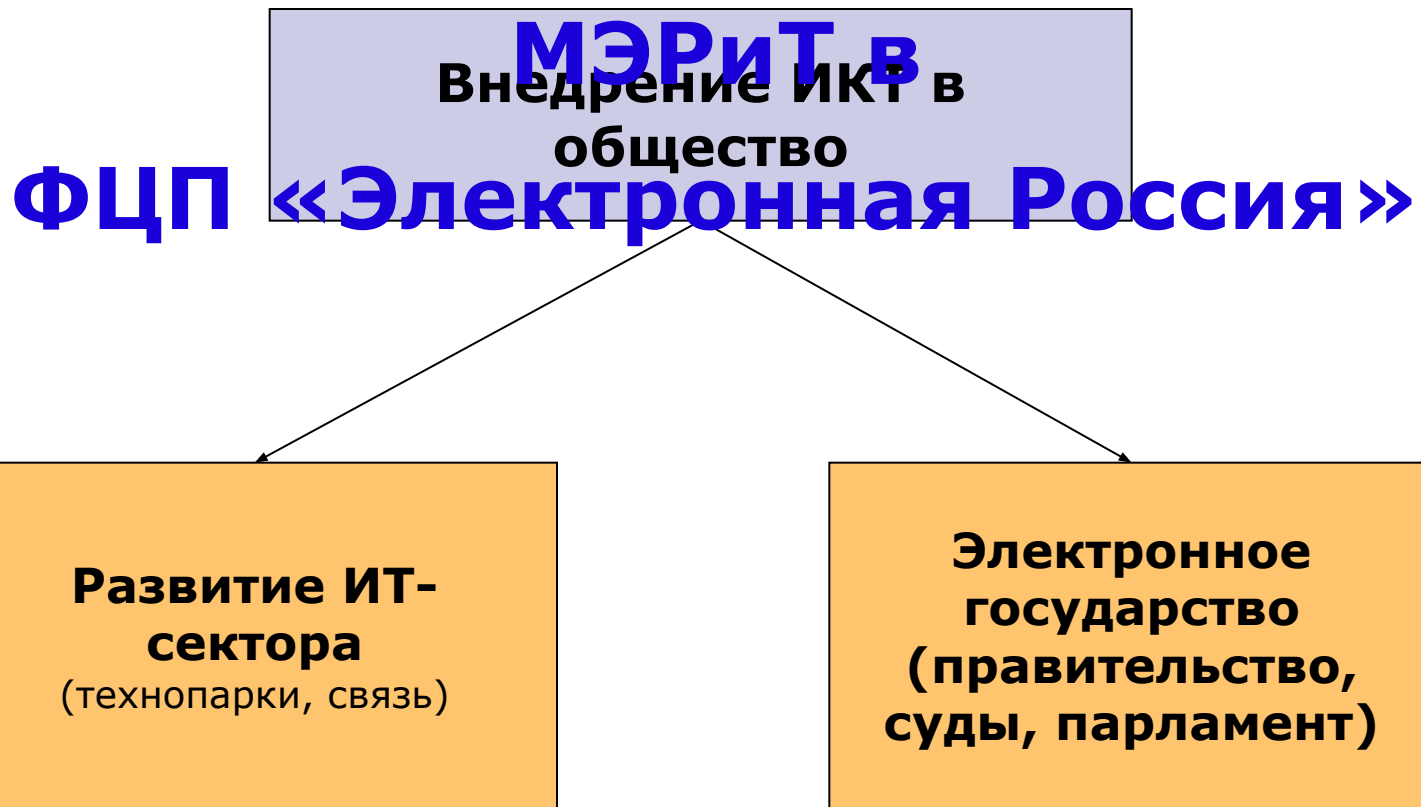 МЭРиТ в
ФЦП «Электронная Россия»
Внедрение ИКТ в
общество
Развитие ИТ-
сектора
(технопарки, связь)
Электронное
государство
(правительство,
суды, парламент)